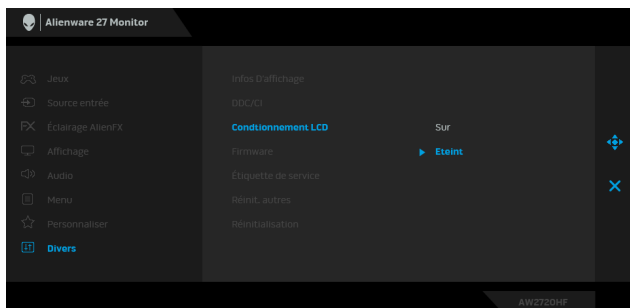 Alienware 27 Monitor
Jeux
Source entrée
FX Éclairage AlienFX
Affichage
Audio
Menu
Personnaliser
Divers
Infos D'affichage
DDC/CI
Condtionnement LCD
Firmware
Étiquette de service
Réinit. autres
Réinitialisation
Sur
Eteint
AW2720HF